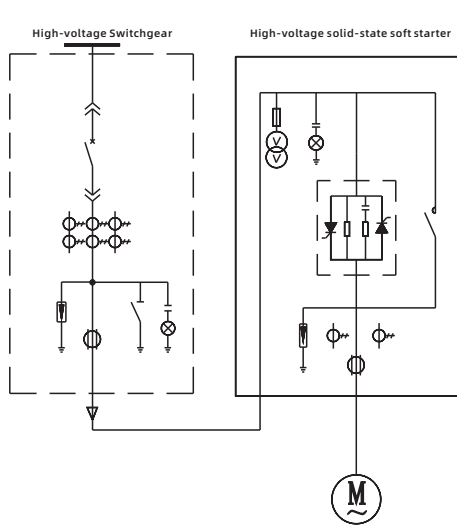 High-voltage Switchgear
High-voltage solid-state soft starter
V
V
M